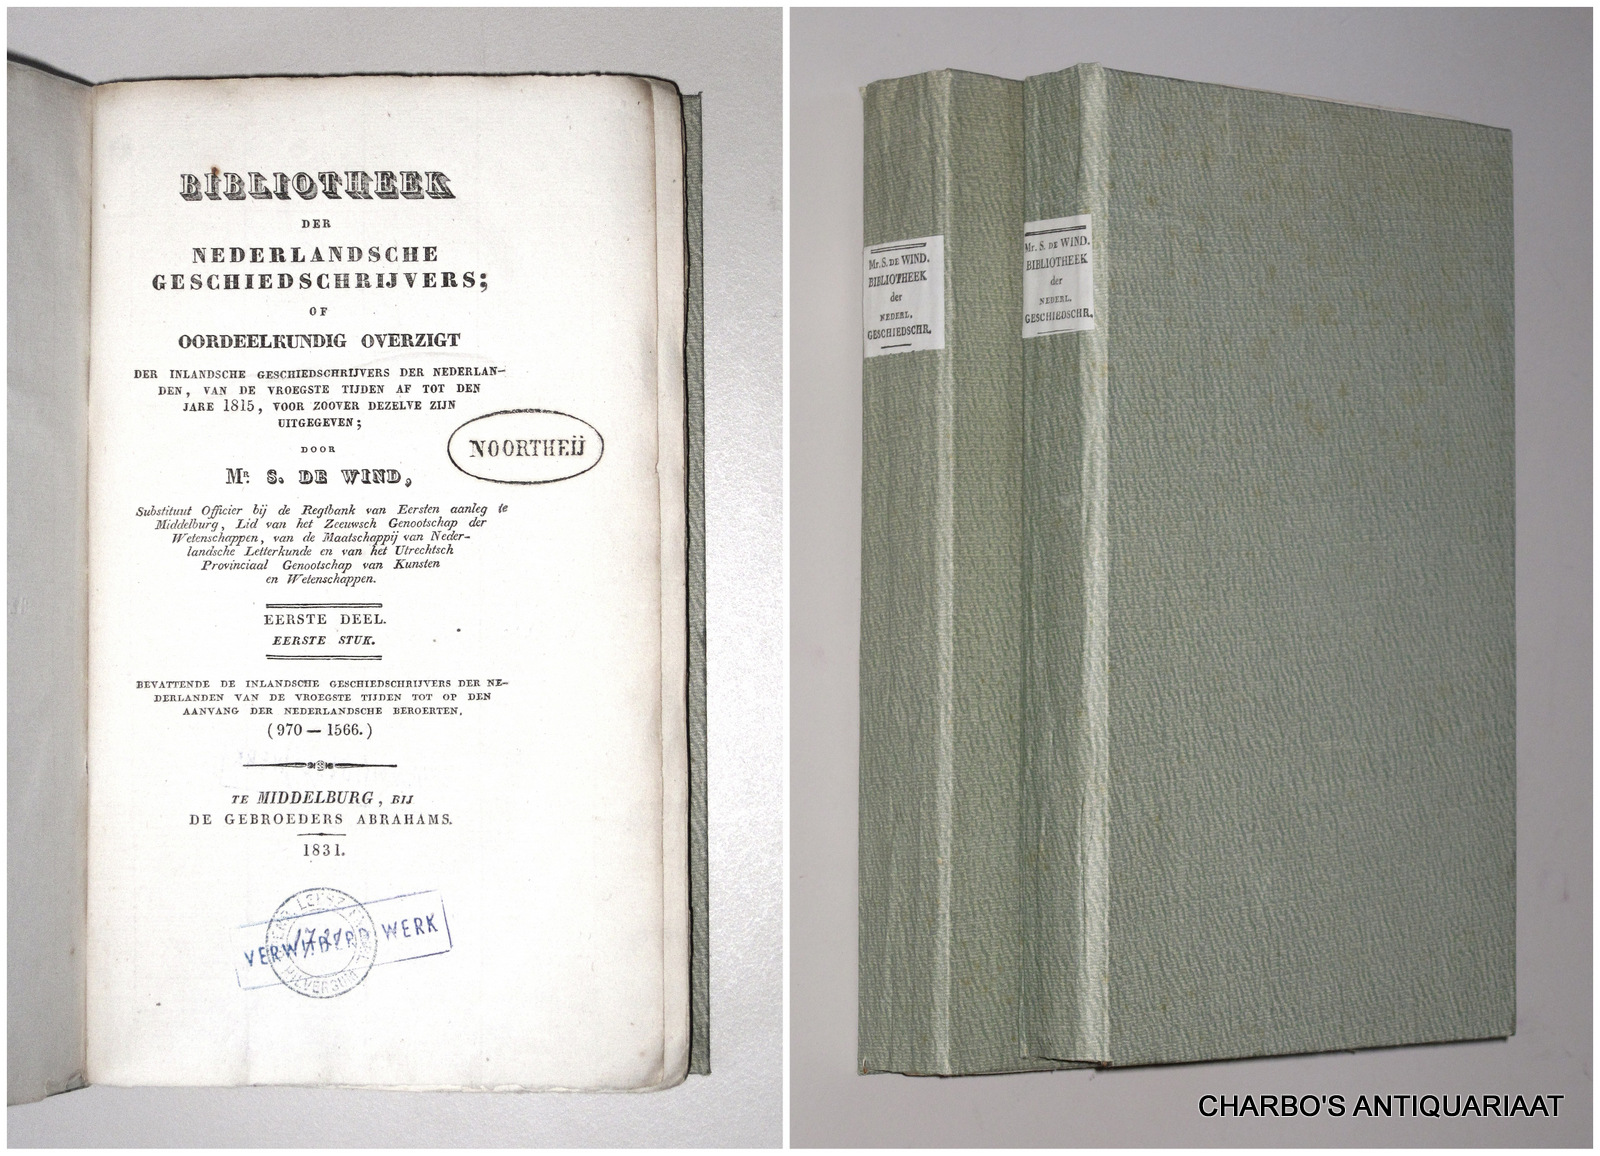 BIBLIOTHEEK
DER
NEDERLANDSCHE
GESCHIEDSCHRIJVERS;
OF
OORDEELKUNDIG OVERZIGT
DER INLANDSCHE GESCHIEDSCHRIJVERS DER NEDERLAN-
DEN, VAN DE VROEGSTE TIJDEN AF TOT DEN
JARE 1815, VOOR ZOOVER DEZELVE ZIJN
UITGEGEVEN;
DOOR
Mr. S. DE WIND,
NOORTHEIJ
Substituut Officier bij de Regtbank van Eersten aanleg te
Middelburg, Lid van het Zeeuwsch Genootschap der
Wetenschappen, van de Maatschappij van Neder-
landsche Letterkunde en van het Utrechtsch
Provinciaal Genootschap van Kunsten
en Wetenschappen.
EERSTE DEEL.
EERSTE STUK.
BEVATTENDE DE INLANDSCHE GESCHIEDSCHRIJVERS DER NE-
DERLANDEN VAN DE VROEGSTE TIJDEN TOT OP DEN
AANVANG DER NEDERLANDSCHE BEROERTEN.
(970 — 1566.)
TE MIDDELBURG, BIJ
DE GEBROEDERS ABRAHAMS.
1831.
VERWIJDERD WERK
HILVERSUM
Mr. S. DE WIND.
BIBLIOTHEEK
der
NEDERL.
GESCHIEDSCHR.
Mr. S. DE WIND.
BIBLIOTHEEK
der
NEDERL.
GESCHIEDSCHR.
CHARBO'S ANTIQUARIAAT